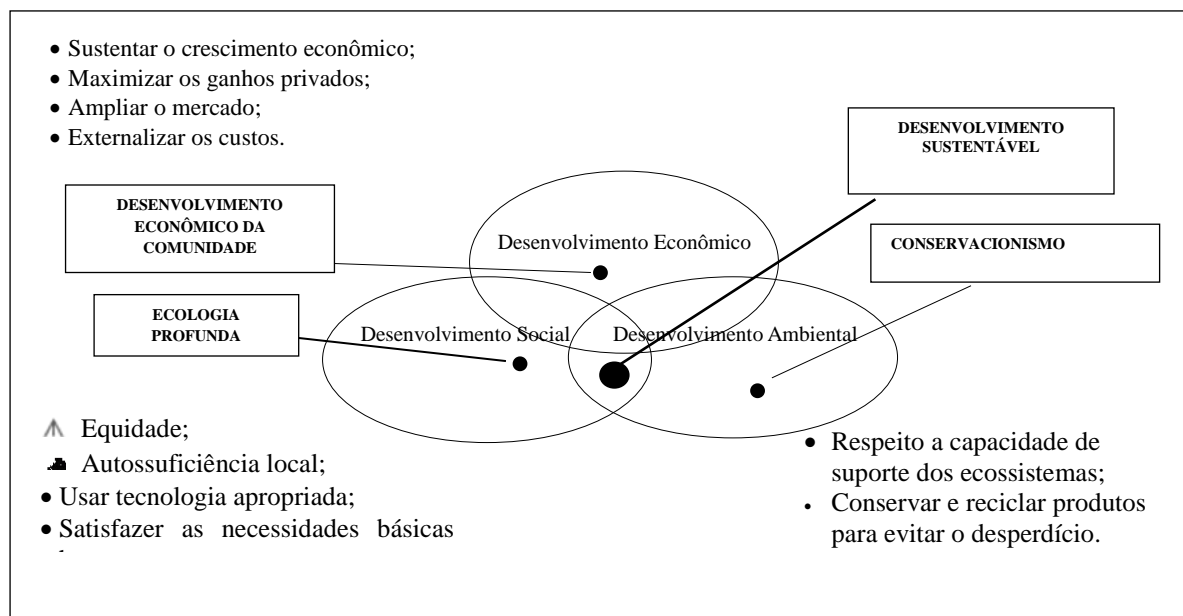 • Sustentar o crescimento econômico;
• Maximizar os ganhos privados;
• Ampliar o mercado;
• Externalizar os custos.
DESENVOLVIMENTO
SUSTENTÁVEL
DESENVOLVIMENTO
ECONÔMICO DA
COMUNIDADE
Desenvolvimento Econômico
CONSERVACIONISMO
ECOLOGIA
PROFUNDA
Desenvolvimento Social
Desenvolvimento Ambiental
Equidade;
Autossuficiência local;
• Usar tecnologia apropriada;
• Satisfazer as necessidades básicas
• Respeito a capacidade de
suporte dos ecossistemas;
• Conservar e reciclar produtos
para evitar o desperdício.